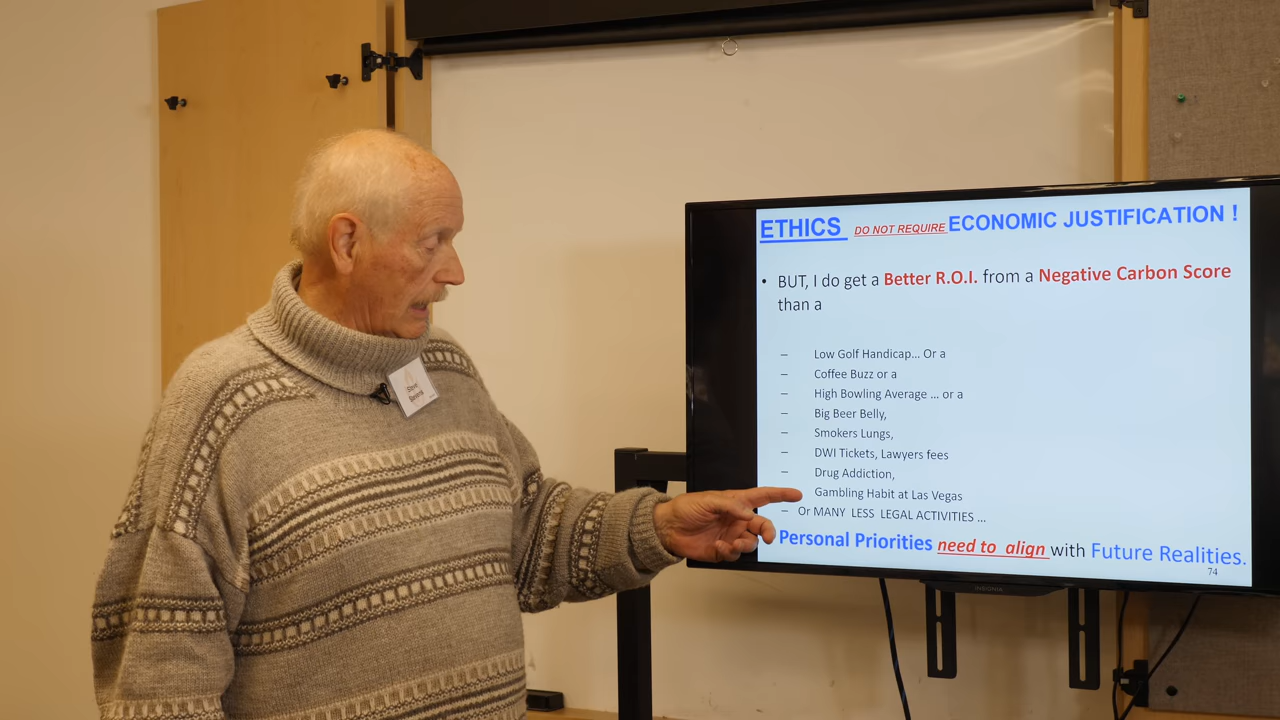 ETHICS DO NOT REQUIRE ECONOMIC JUSTIFICATION !
• BUT, I do get a Better R.O.I. from a Negative Carbon Score
than a
– Low Golf Handicap... Or a
– Coffee Buzz or a
– High Bowling Average ... or a
– Big Beer Belly,
– Smokers Lungs,
– DWI Tickets, Lawyers fees
– Drug Addiction,
Gambling Habit at Las Vegas
– Or MANY LESS LEGAL ACTIVITIES ...
Personal Priorities need to align with Future Realities.
74
INSIGNIA
Steve